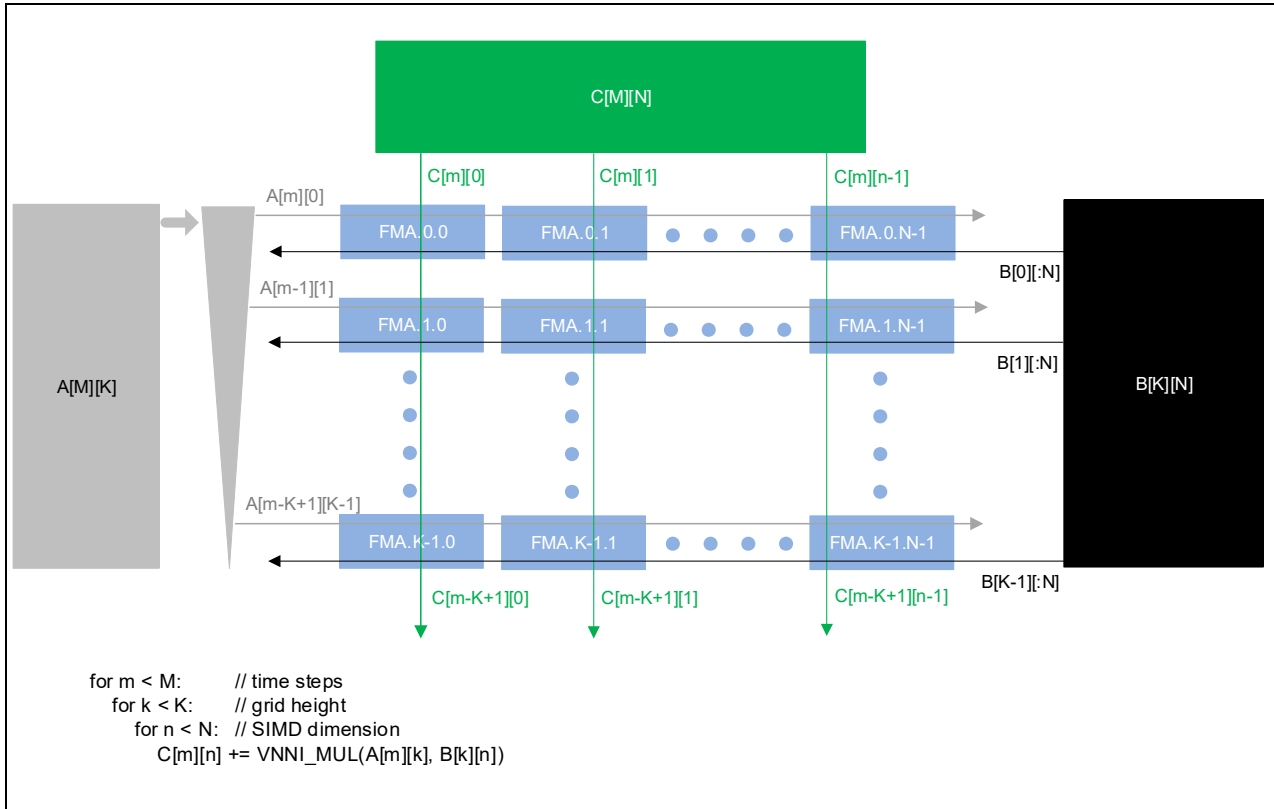 C[M][N]
C[m][0]
C[m][1]
C[m][n-1]
A[m][0]
FMA.0.0
FMA.0.1
FMA.0.N-1
B[0][:N]
A[m-1][1]
FMA.1.0
FMA.1.1
FMA.1.N-1
B[1][:N]
A[M][K]
B[K][N]
A[m-K+1][K-1]
FMA.K-1.0
FMA.K-1.1
FMA.K-1.N-1
B[K-1][:N]
C[m-K+1][0]
C[m-K+1][1]
C[m-K+1][n-1]
for m < M: // time steps
for k < K: // grid height
for n < N: // SIMD dimension
C[m][n] += VNNI_MUL(A[m][k], B[k][n])